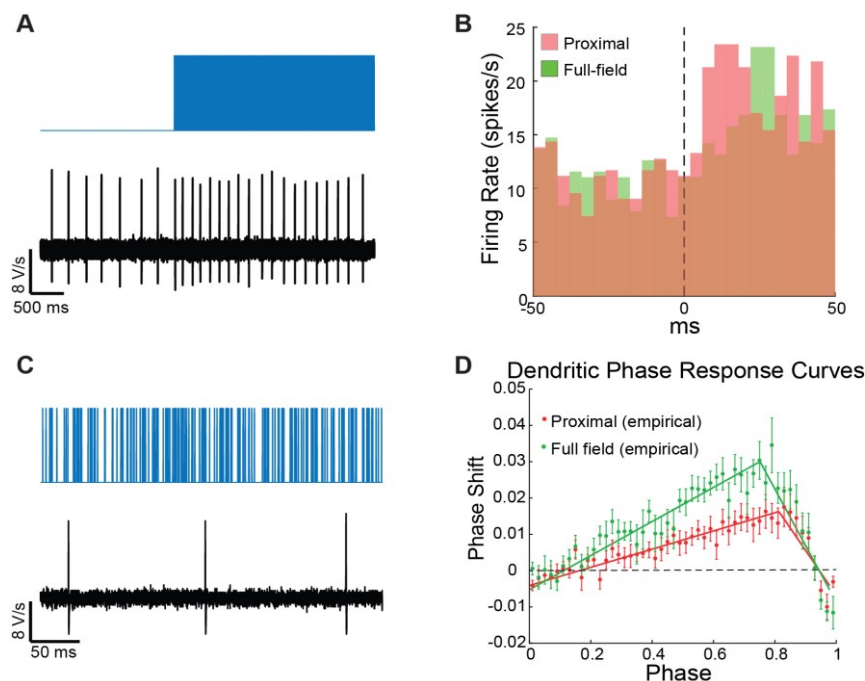 A
8 V/s
500 ms
B
Proximal
Full-field
Firing Rate (spikes/s)
25
20
15
10
5
0
-50
0
50
ms
C
8 V/s
50 ms
D
Dendritic Phase Response Curves
Proximal (empirical)
Full field (empirical)
Phase Shift
0.05
0.04
0.03
0.02
0.01
0
-0.01
-0.02
0
0.2
0.4
0.6
0.8
1
Phase